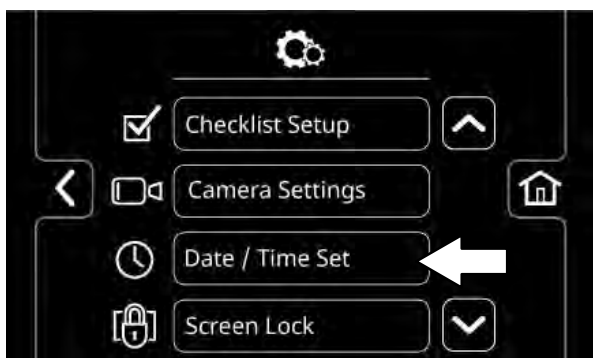 Checklist Setup
Camera Settings
Date / Time Set
Screen Lock